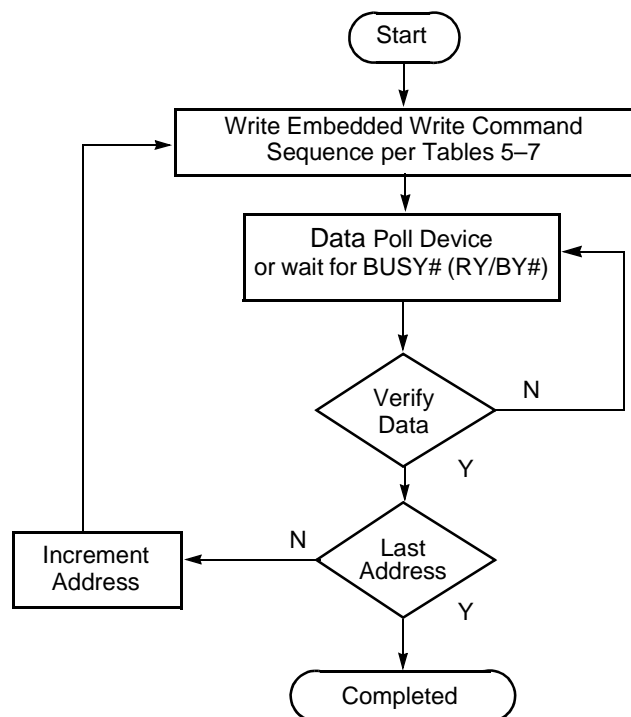 Start
Write Embedded Write Command
Sequence per Tables 5–7
Data Poll Device
or wait for BUSY# (RY/BY#)
Verify
Data
N
Y
Increment
Address
N
Last
Address
Y
Completed